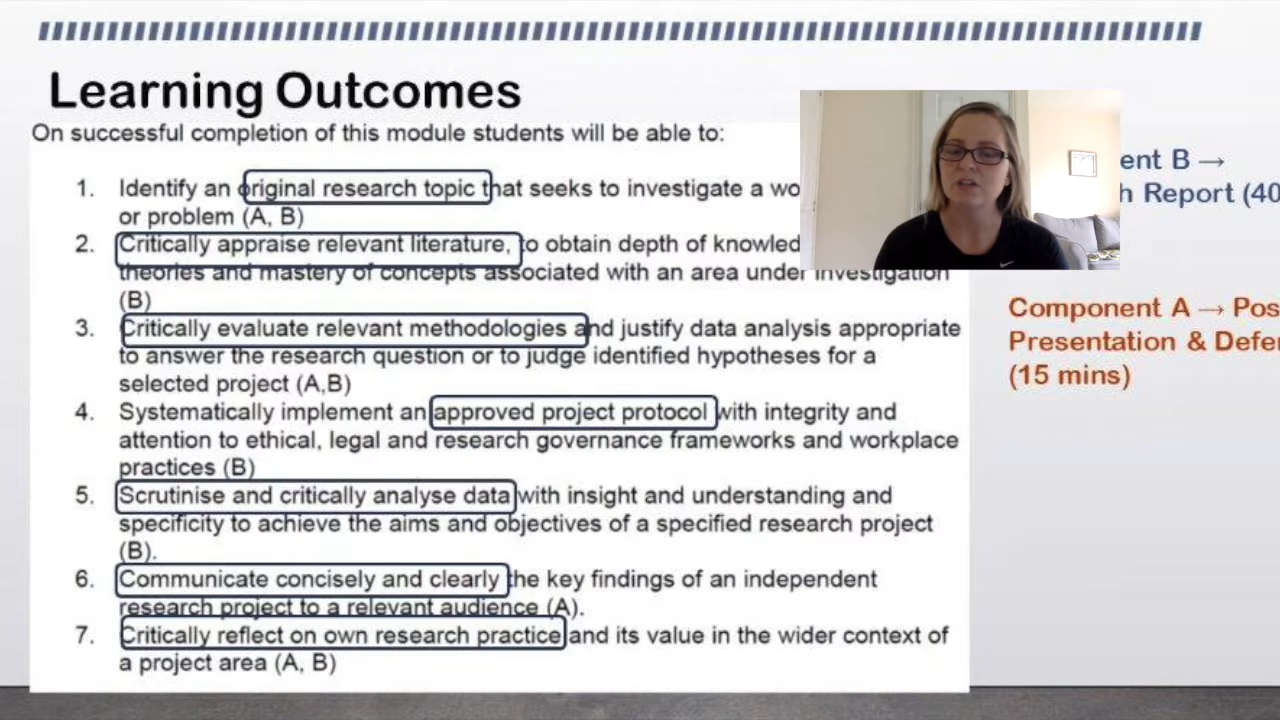 Learning Outcomes
On successful completion of this module students will be able to:
1. Identify an original research topic that seeks to investigate a wo
or problem (A, B)
2. Critically appraise relevant literature, to obtain depth of knowled
theories and mastery of concepts associated with an area under investigation
(B)
3. Critically evaluate relevant methodologies and justify data analysis appropriate
to answer the research question or to judge identified hypotheses for a
selected project (A,B)
4. Systematically implement an approved project protocol with integrity and
attention to ethical, legal and research governance frameworks and workplace
practices (B)
5. Scrutinise and critically analyse data with insight and understanding and
specificity to achieve the aims and objectives of a specified research project
(B).
6. Communicate concisely and clearly the key findings of an independent
research project to a relevant audience (A).
7. Critically reflect on own research practice and its value in the wider context of
a project area (A, B)
ent B →
h Report (40
Component A → Pos
Presentation & Defen
(15 mins)